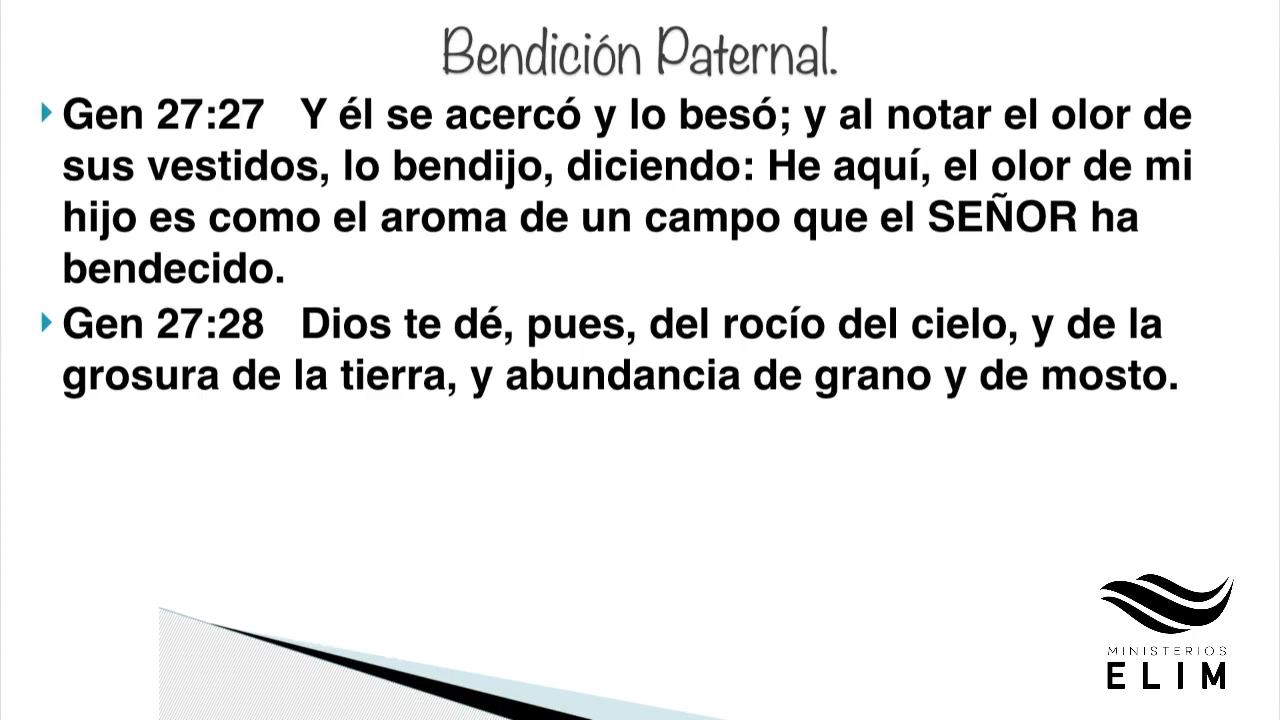 Bendición Paternal.
Gen 27:27 Y él se acercó y lo besó; y al notar el olor de
sus vestidos, lo bendijo, diciendo: He aquí, el olor de mi
hijo es como el aroma de un campo que el SEÑOR ha
bendecido.
Gen 27:28 Dios te dé, pues, del rocío del cielo, y de la
grosura de la tierra, y abundancia de grano y de mosto.
MINISTERIOS
ELIM